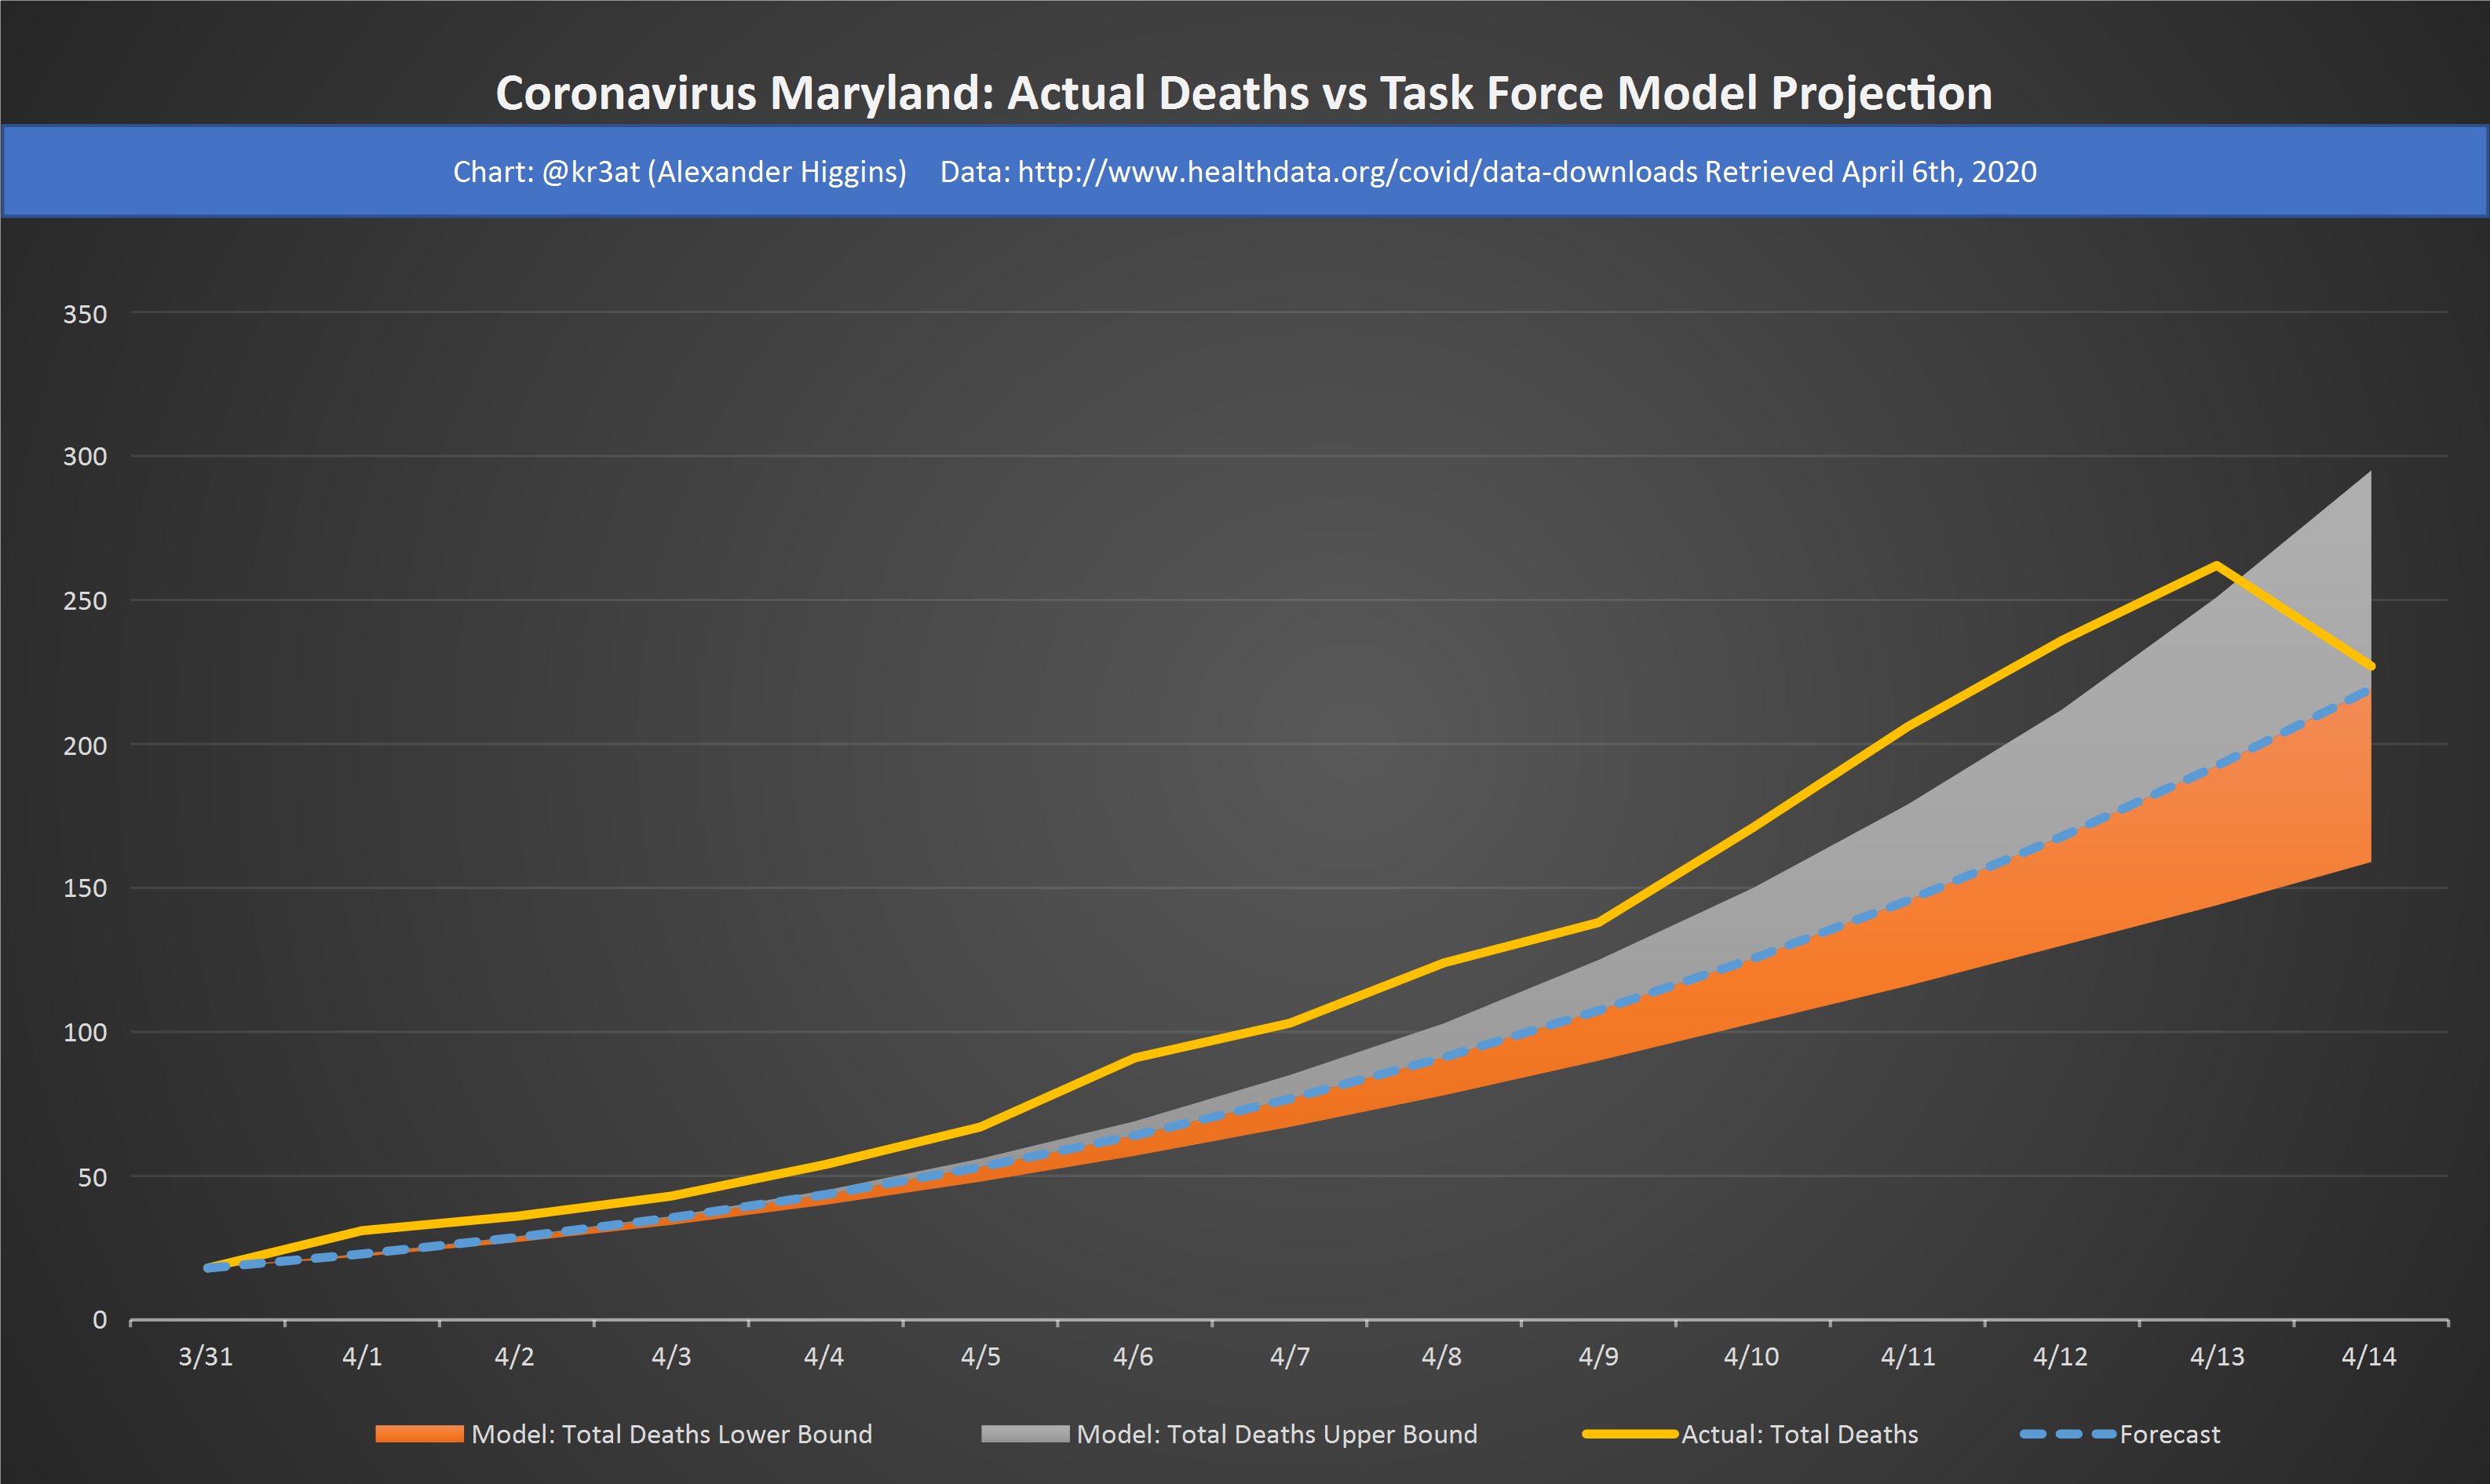 Coronavirus Maryland: Actual Deaths vs Task Force Model Projection
Chart: @kr3at (Alexander Higgins) Data: http://www.healthdata.org/covid/data-downloads Retrieved April 6th, 2020
350
300
250
200
150
100
50
0
3/31 4/1 4/2 4/3 4/4 4/5 4/6 4/7 4/8 4/9 4/10 4/11 4/12 4/13 4/14
Model: Total Deaths Lower Bound Model: Total Deaths Upper Bound Actual: Total Deaths Forecast